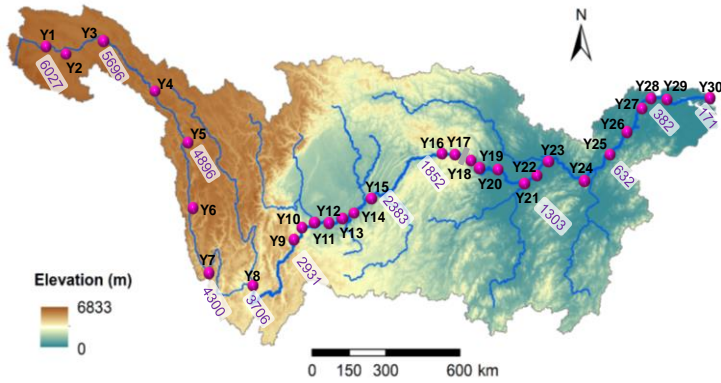 Y1
Y2
Y3
Y4
Y5
Y6
Y7
Y8
Y9
Y10
Y11
Y12
Y13
Y14
Y15
Y16
Y17
Y18
Y19
Y20
Y21
Y22
Y23
Y24
Y25
Y26
Y27
Y28
Y29
Y30
6027
5696
4896
4300
3706
2931
2383
1852
1303
632
382
171
N
Elevation (m)
6833
0
0 150 300 600 km